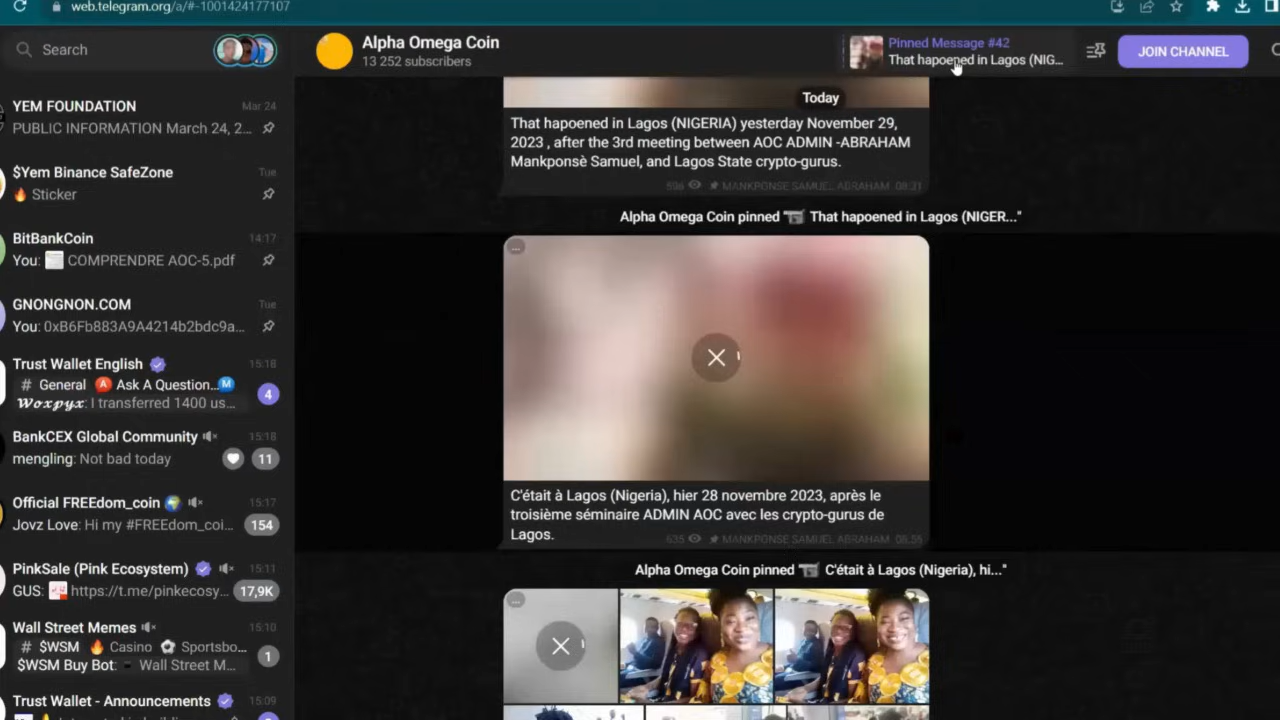 web.telegram.org/a/#-1001424177107
Search
Alpha Omega Coin
13 252 subscribers
Pinned Message #42
That hapoened in Lagos (NIG...
JOIN CHANNEL
YEM FOUNDATION
Mar 24
PUBLIC INFORMATION March 24, 2...
$Yem Binance SafeZone
Tue
🔥 Sticker
BitBankCoin
14:17
You: COMPRENDRE AOC-5.pdf
GNONGNON.COM
Tue
You: 0xB6Fb883A9A4214b2bdc9a...
Trust Wallet English
15:18
# General 🅰 Ask A Question... Ⓜ
𝓦𝓸𝔁𝓹𝔂𝔁: I transferred 1400 us...
4
BankCEX Global Community
15:18
mengling: Not bad today
11
Official FREEdom_coin 🌍
15:17
Jovz Love: Hi my #FREEdom_coi...
154
PinkSale (Pink Ecosystem)
15:11
GUS: https://t.me/pinkecosy...
17,9K
Wall Street Memes
15:10
# $WSM 🔥 Casino ⚽ Sportsbo...
$WSM Buy Bot: Wall Street M...
1
Trust Wallet - Announcements
15:09
Today
That hapoened in Lagos (NIGERIA) yesterday November 29,
2023 , after the 3rd meeting between AOC ADMIN -ABRAHAM
Mankponsè Samuel, and Lagos State crypto-gurus.
596 MANKPONSE SAMUEL ABRAHAM 08:31
Alpha Omega Coin pinned " That hapoened in Lagos (NIGER..."
C'était à Lagos (Nigeria), hier 28 novembre 2023, après le
troisième séminaire ADMIN AOC avec les crypto-gurus de
Lagos.
635 MANKPONSE SAMUEL ABRAHAM 08:56
Alpha Omega Coin pinned " C'était à Lagos (Nigeria), hi..."